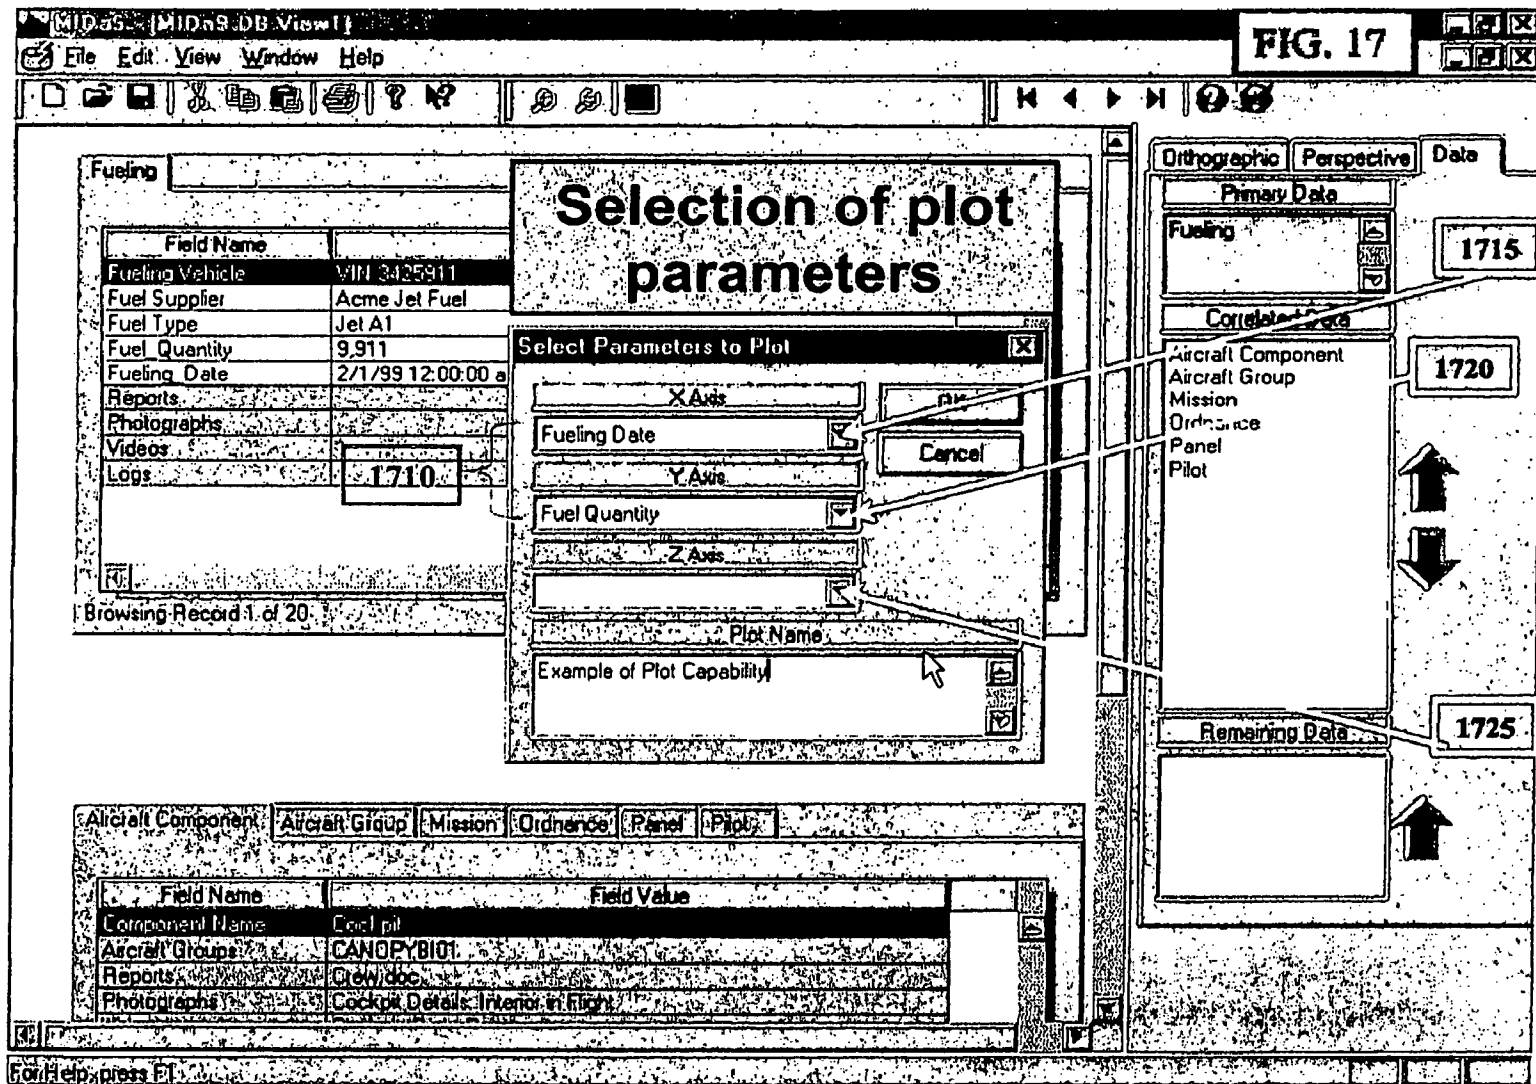 MIDaS - [MIDaS DB View1]
FIG. 17
File Edit View Window Help
Fueling
Selection of plot
parameters
Orthographic Perspective Data
Primary Data
Fueling
1715
Field Name
Fueling Vehicle VIN 3425911
Fuel Supplier Acme Jet Fuel
Fuel Type Jet A1
Fuel_Quantity 9,911
Fueling_Date 2/1/99 12:00:00 a
Reports
Photographs
Videos
Logs
1710
Browsing Record 1 of 20
Select Parameters to Plot
X Axis
OK
Fueling Date
Cancel
Y Axis
Fuel Quantity
Z Axis
Plot Name
Example of Plot Capability
Correlated Data
Aircraft Component
Aircraft Group
Mission
Ordnance
Panel
Pilot
1720
1725
Remaining Data
Aircraft Component Aircraft Group Mission Ordnance Panel Pilot
Field Name Field Value
Component Name Cockpit
Aircraft Groups CANOPYBI01
Reports Crew.doc
Photographs Cockpit Details: Interior in Flight
For Help, press F1